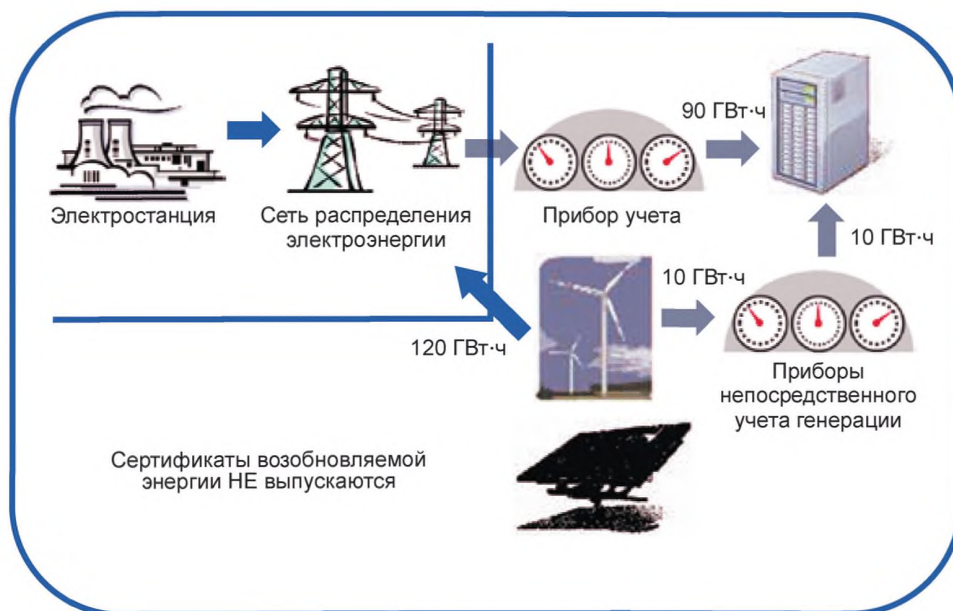 Электростанция
Сеть распределения
электроэнергии
Прибор учета
90 ГВт·ч
10 ГВт·ч
10 ГВт·ч
120 ГВт·ч
Приборы
непосредственного
учета генерации
Сертификаты возобновляемой
энергии НЕ выпускаются